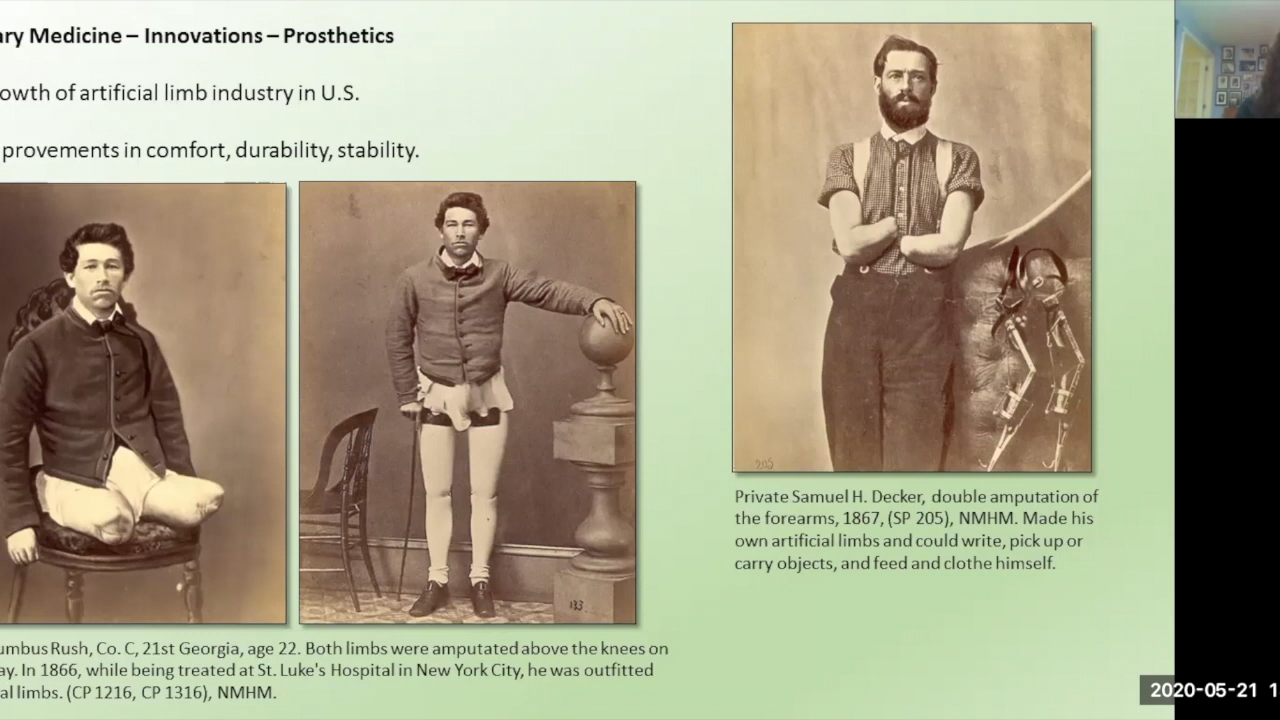 ary Medicine – Innovations – Prosthetics
owth of artificial limb industry in U.S.
provements in comfort, durability, stability.
133
205
Private Samuel H. Decker, double amputation of
the forearms, 1867, (SP 205), NMHM. Made his
own artificial limbs and could write, pick up or
carry objects, and feed and clothe himself.
umbus Rush, Co. C, 21st Georgia, age 22. Both limbs were amputated above the knees on
ay. In 1866, while being treated at St. Luke's Hospital in New York City, he was outfitted
al limbs. (CP 1216, CP 1316), NMHM.
2020-05-21 1